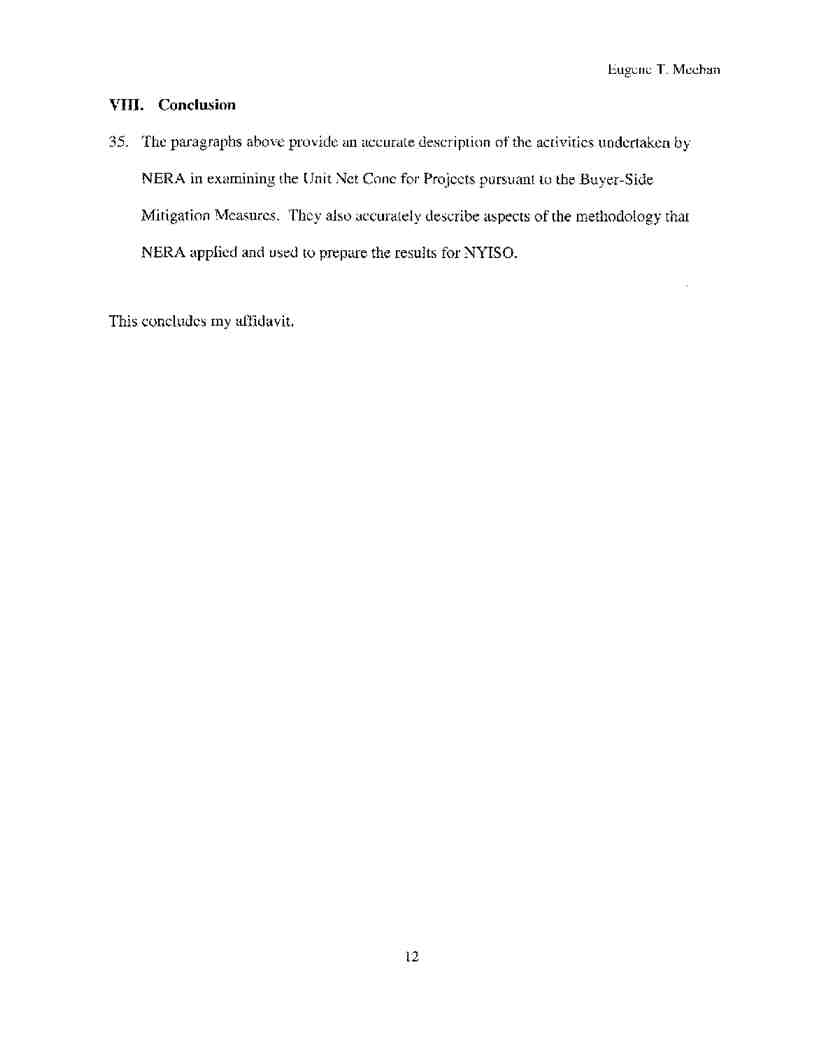 Eugene T. Meehan
VIII. Conclusion
35. The paragraphs above provide an accurate description of the activities undertaken by
NERA in examining the Unit Net Cone for Projects pursuant to the Buyer-Side
Mitigation Measures. They also accurately describe aspects of the methodology that
NERA applied and used to prepare the results for NYISO.
This concludes my affidavit.
12